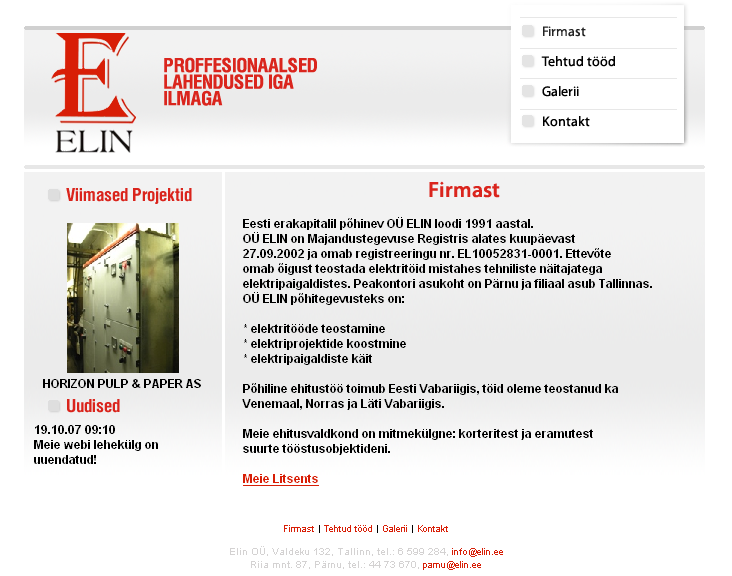 E
ELIN
PROFFESIONAALSED
LAHENDUSED IGA
ILMAGA
Firmast
Tehtud tööd
Galerii
Kontakt
Viimased Projektid
HORIZON PULP & PAPER AS
Uudised
19.10.07 09:10
Meie webi lehekülg on
uuendatud!
Firmast
Eesti erakapitalil põhinev OÜ ELIN loodi 1991 aastal.
OÜ ELIN on Majandustegevuse Registris alates kuupäevast
27.09.2002 ja omab registreeringu nr. EL10052831-0001. Ettevõte
omab õigust teostada elektritöid mistahes tehniliste näitajatega
elektripaigaldistes. Peakontori asukoht on Pärnu ja filiaal asub Tallinnas.
OÜ ELIN põhitegevusteks on:
* elektritööde teostamine
* elektriprojektide koostmine
* elektripaigaldiste käit
Põhiline ehitustöö toimub Eesti Vabariigis, töid oleme teostanud ka
Venemaal, Norras ja Läti Vabariigis.
Meie ehitusvaldkond on mitmekülgne: korteritest ja eramutest
suurte tööstusobjektideni.
Meie Litsents
Firmast | Tehtud tööd | Galerii | Kontakt
Elin OÜ, Valdeku 132, Tallinn, tel.: 6 599 284, info@elin.ee
Riia mnt. 87, Pärnu, tel.: 44 73 670, parnu@elin.ee